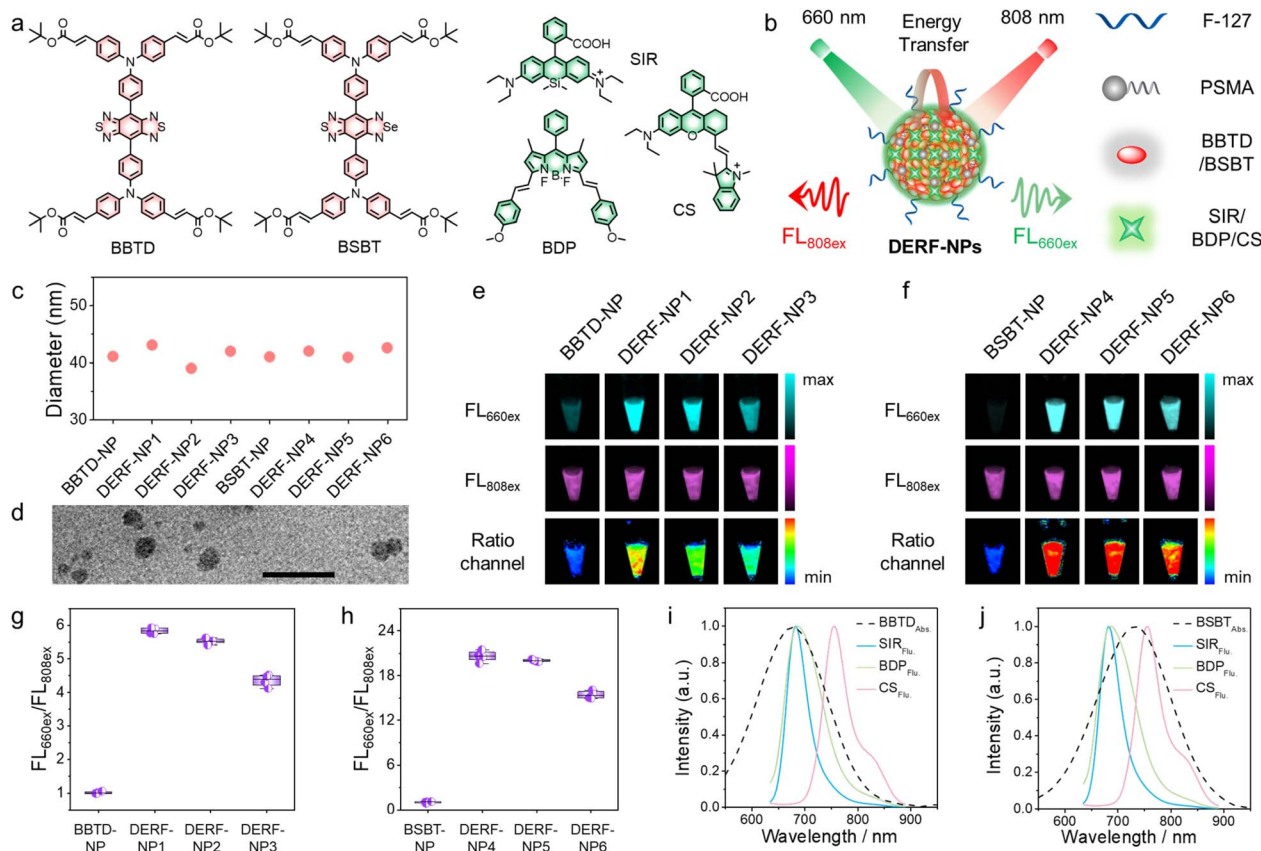 a
O
O
O
O
N
N
N
S
S
N
N
N
O
O
O
O
BBTD
O
O
O
O
N
N
N
S
Se
N
N
N
O
O
O
O
BSBT
COOH
SIR
N
Si
N+
N
N
B
F
F
O
O
BDP
COOH
N
O
N+
CS
b
660 nm
Energy
Transfer
808 nm
FL808ex
DERF-NPs
FL660ex
F-127
PSMA
BBTD
/BSBT
SIR/
BDP/CS
c
Diameter (nm)
50
40
30
BBTD-NP
DERF-NP1
DERF-NP2
DERF-NP3
BSBT-NP
DERF-NP4
DERF-NP5
DERF-NP6
d
e
BBTD-NP
DERF-NP1
DERF-NP2
DERF-NP3
FL660ex
FL808ex
Ratio
channel
max
min
f
BSBT-NP
DERF-NP4
DERF-NP5
DERF-NP6
FL660ex
FL808ex
Ratio
channel
max
min
g
FL660ex/FL808ex
6
5
4
3
2
1
BBTD-
NP
DERF-
NP1
DERF-
NP2
DERF-
NP3
h
FL660ex/FL808ex
24
18
12
6
0
BSBT-
NP
DERF-
NP4
DERF-
NP5
DERF-
NP6
i
Intensity (a.u.)
1.0
0.8
0.6
0.4
0.2
0.0
600 700 800 900
Wavelength / nm
BBTDAbs.
SIRFlu.
BDPFlu.
CSFlu.
j
Intensity (a.u.)
1.0
0.8
0.6
0.4
0.2
0.0
600 700 800 900
Wavelength / nm
BSBTAbs.
SIRFlu.
BDPFlu.
CSFlu.